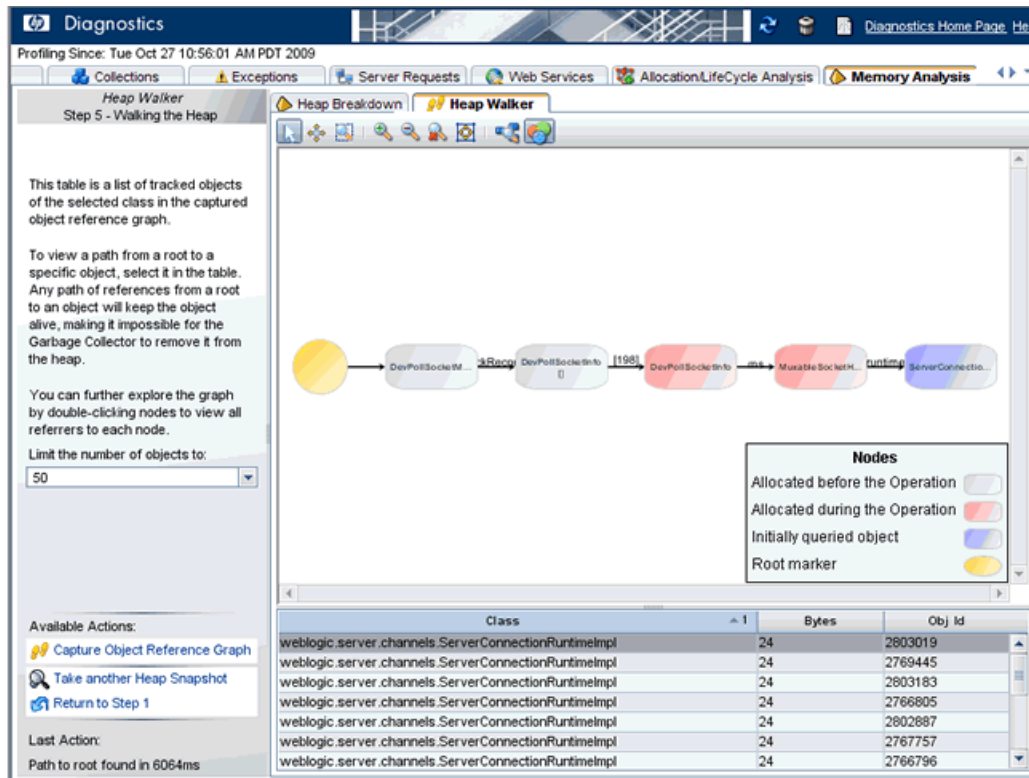 hp Diagnostics
Diagnostics Home Page He
Profiling Since: Tue Oct 27 10:56:01 AM PDT 2009
Collections Exceptions Server Requests Web Services Allocation/LifeCycle Analysis Memory Analysis
Heap Walker
Step 5 - Walking the Heap
This table is a list of tracked objects
of the selected class in the captured
object reference graph.
To view a path from a root to a
specific object, select it in the table.
Any path of references from a root
to an object will keep the object
alive, making it impossible for the
Garbage Collector to remove it from
the heap.
You can further explore the graph
by double-clicking nodes to view all
referrers to each node.
Limit the number of objects to:
50
Available Actions:
Capture Object Reference Graph
Take another Heap Snapshot
Return to Step 1
Last Action:
Path to root found in 6064ms
Heap Breakdown Heap Walker
DevPollSocketM... ckRecor DevPollSocketInfo [198] DevPollSocketInfo ms MuxableSocketH... runtime ServerConnectio...
[]
Nodes
Allocated before the Operation
Allocated during the Operation
Initially queried object
Root marker
Class 1 Bytes Obj Id
weblogic.server.channels.ServerConnectionRuntimeImpl 24 2803019
weblogic.server.channels.ServerConnectionRuntimeImpl 24 2769445
weblogic.server.channels.ServerConnectionRuntimeImpl 24 2803183
weblogic.server.channels.ServerConnectionRuntimeImpl 24 2766805
weblogic.server.channels.ServerConnectionRuntimeImpl 24 2802887
weblogic.server.channels.ServerConnectionRuntimeImpl 24 2767757
weblogic.server.channels.ServerConnectionRuntimeImpl 24 2766796